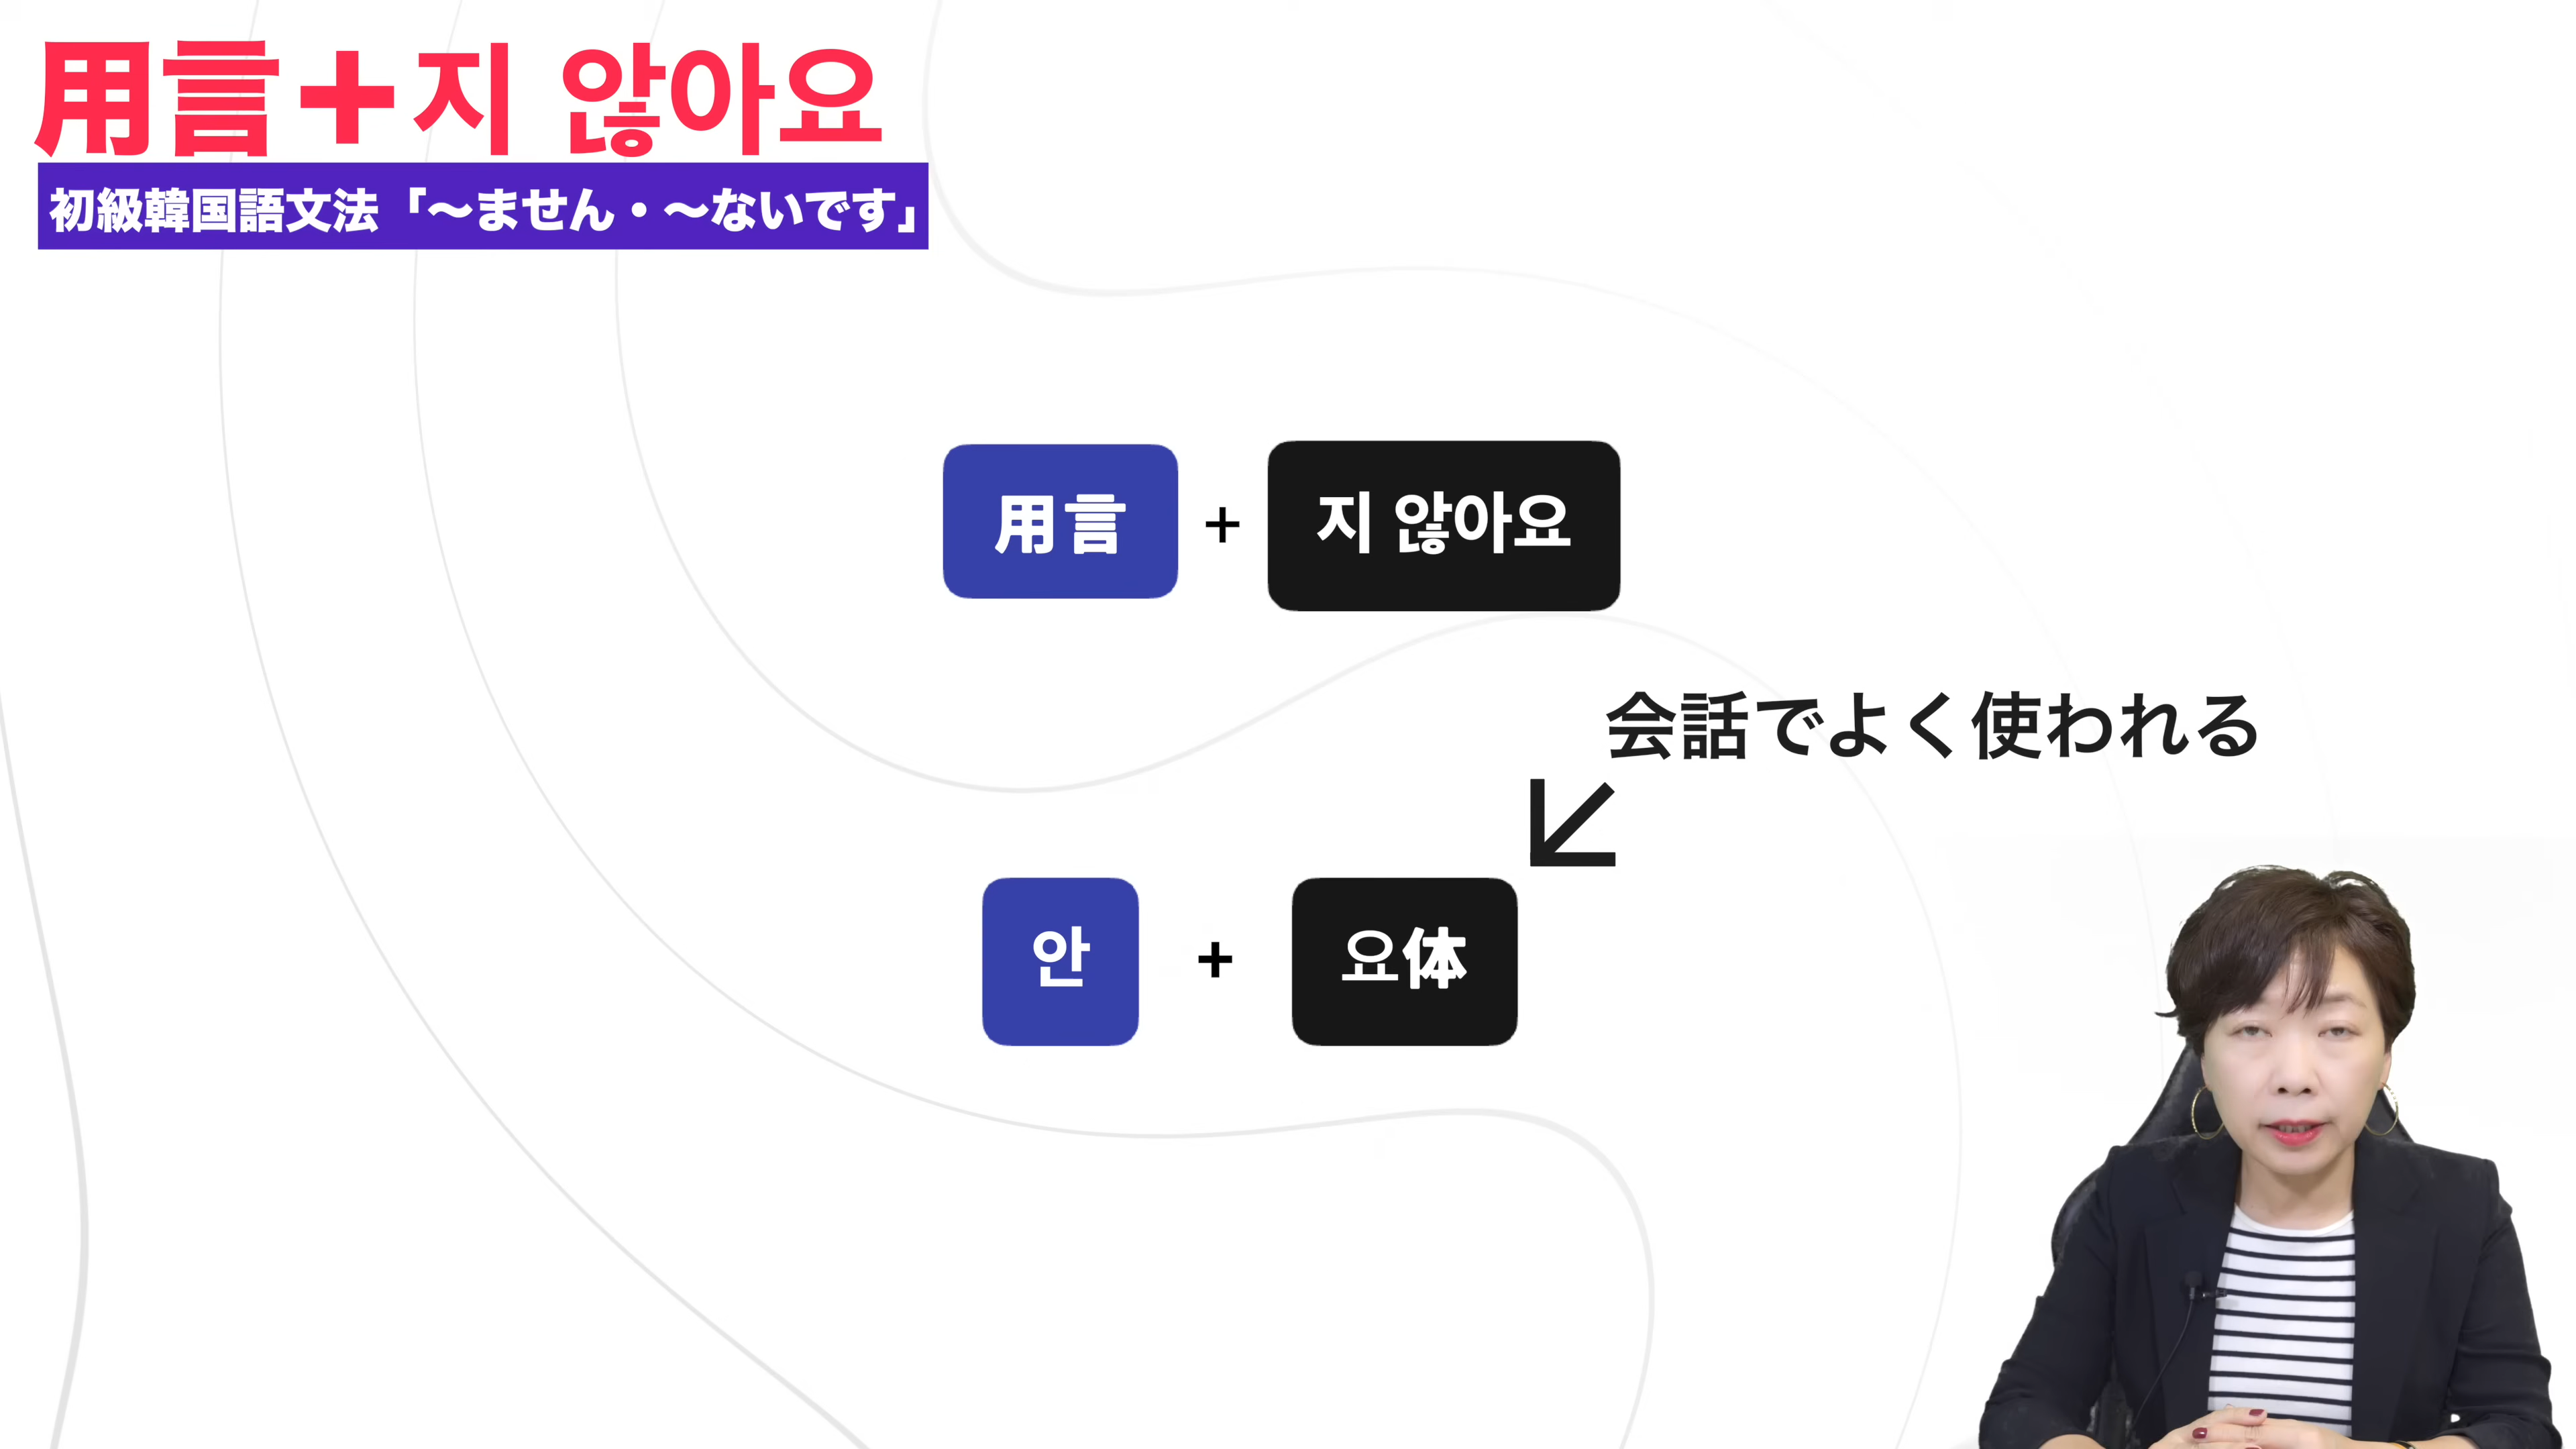 用言+지 않아요
初級韓国語文法「〜ません・〜ないです」
用言 + 지 않아요
会話でよく使われる
안 + 요体